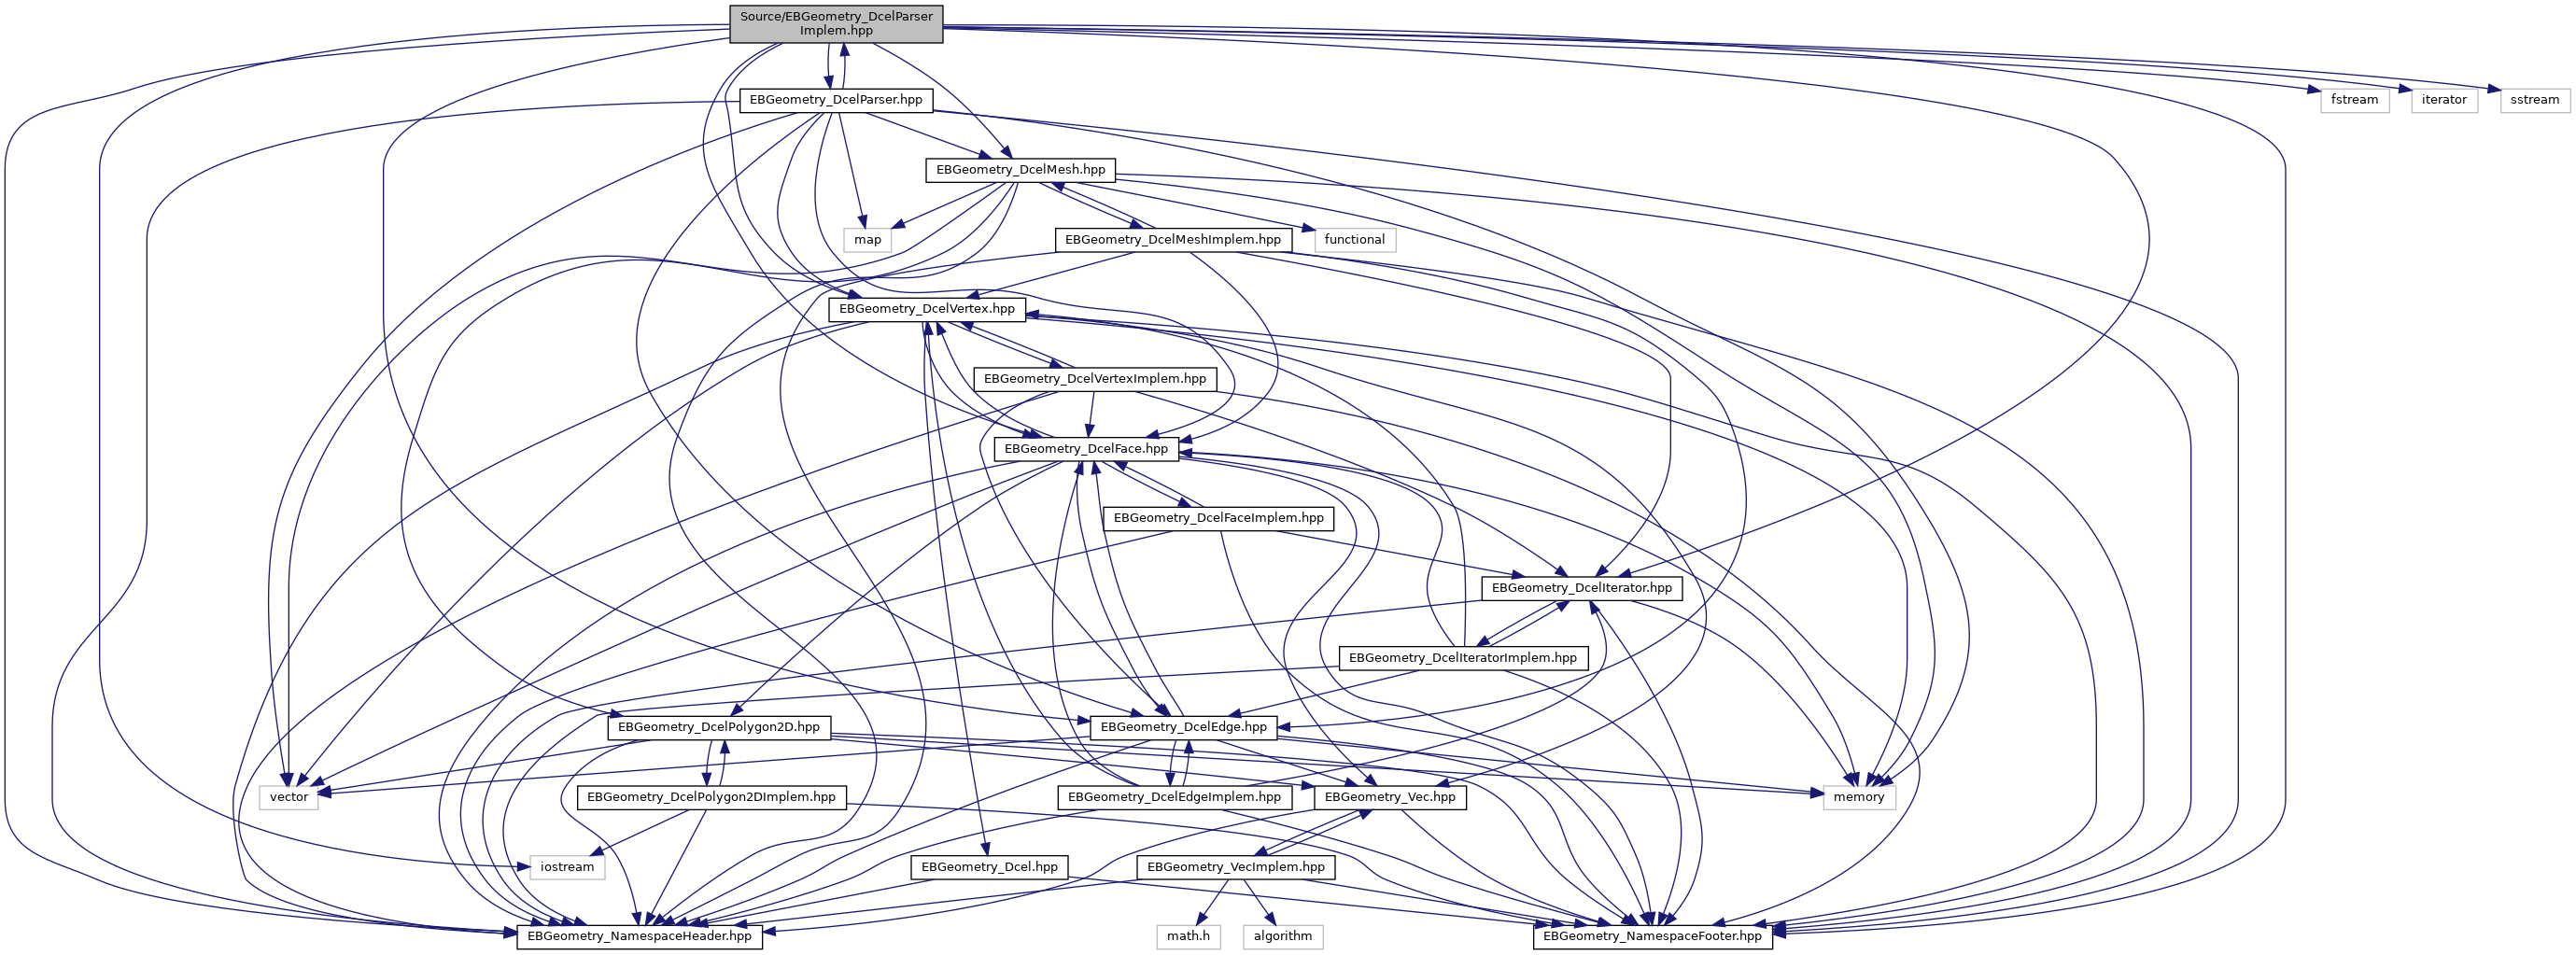 Source/EBGeometry_DcelParser
Implem.hpp
EBGeometry_DcelParser.hpp
fstream
iterator
sstream
EBGeometry_DcelMesh.hpp
map
EBGeometry_DcelMeshImplem.hpp
functional
EBGeometry_DcelVertex.hpp
EBGeometry_DcelVertexImplem.hpp
EBGeometry_DcelFace.hpp
EBGeometry_DcelFaceImplem.hpp
EBGeometry_DcelIterator.hpp
EBGeometry_DcelIteratorImplem.hpp
EBGeometry_DcelPolygon2D.hpp
EBGeometry_DcelEdge.hpp
vector
EBGeometry_DcelPolygon2DImplem.hpp
EBGeometry_DcelEdgeImplem.hpp
EBGeometry_Vec.hpp
memory
iostream
EBGeometry_Dcel.hpp
EBGeometry_VecImplem.hpp
EBGeometry_NamespaceHeader.hpp
math.h
algorithm
EBGeometry_NamespaceFooter.hpp